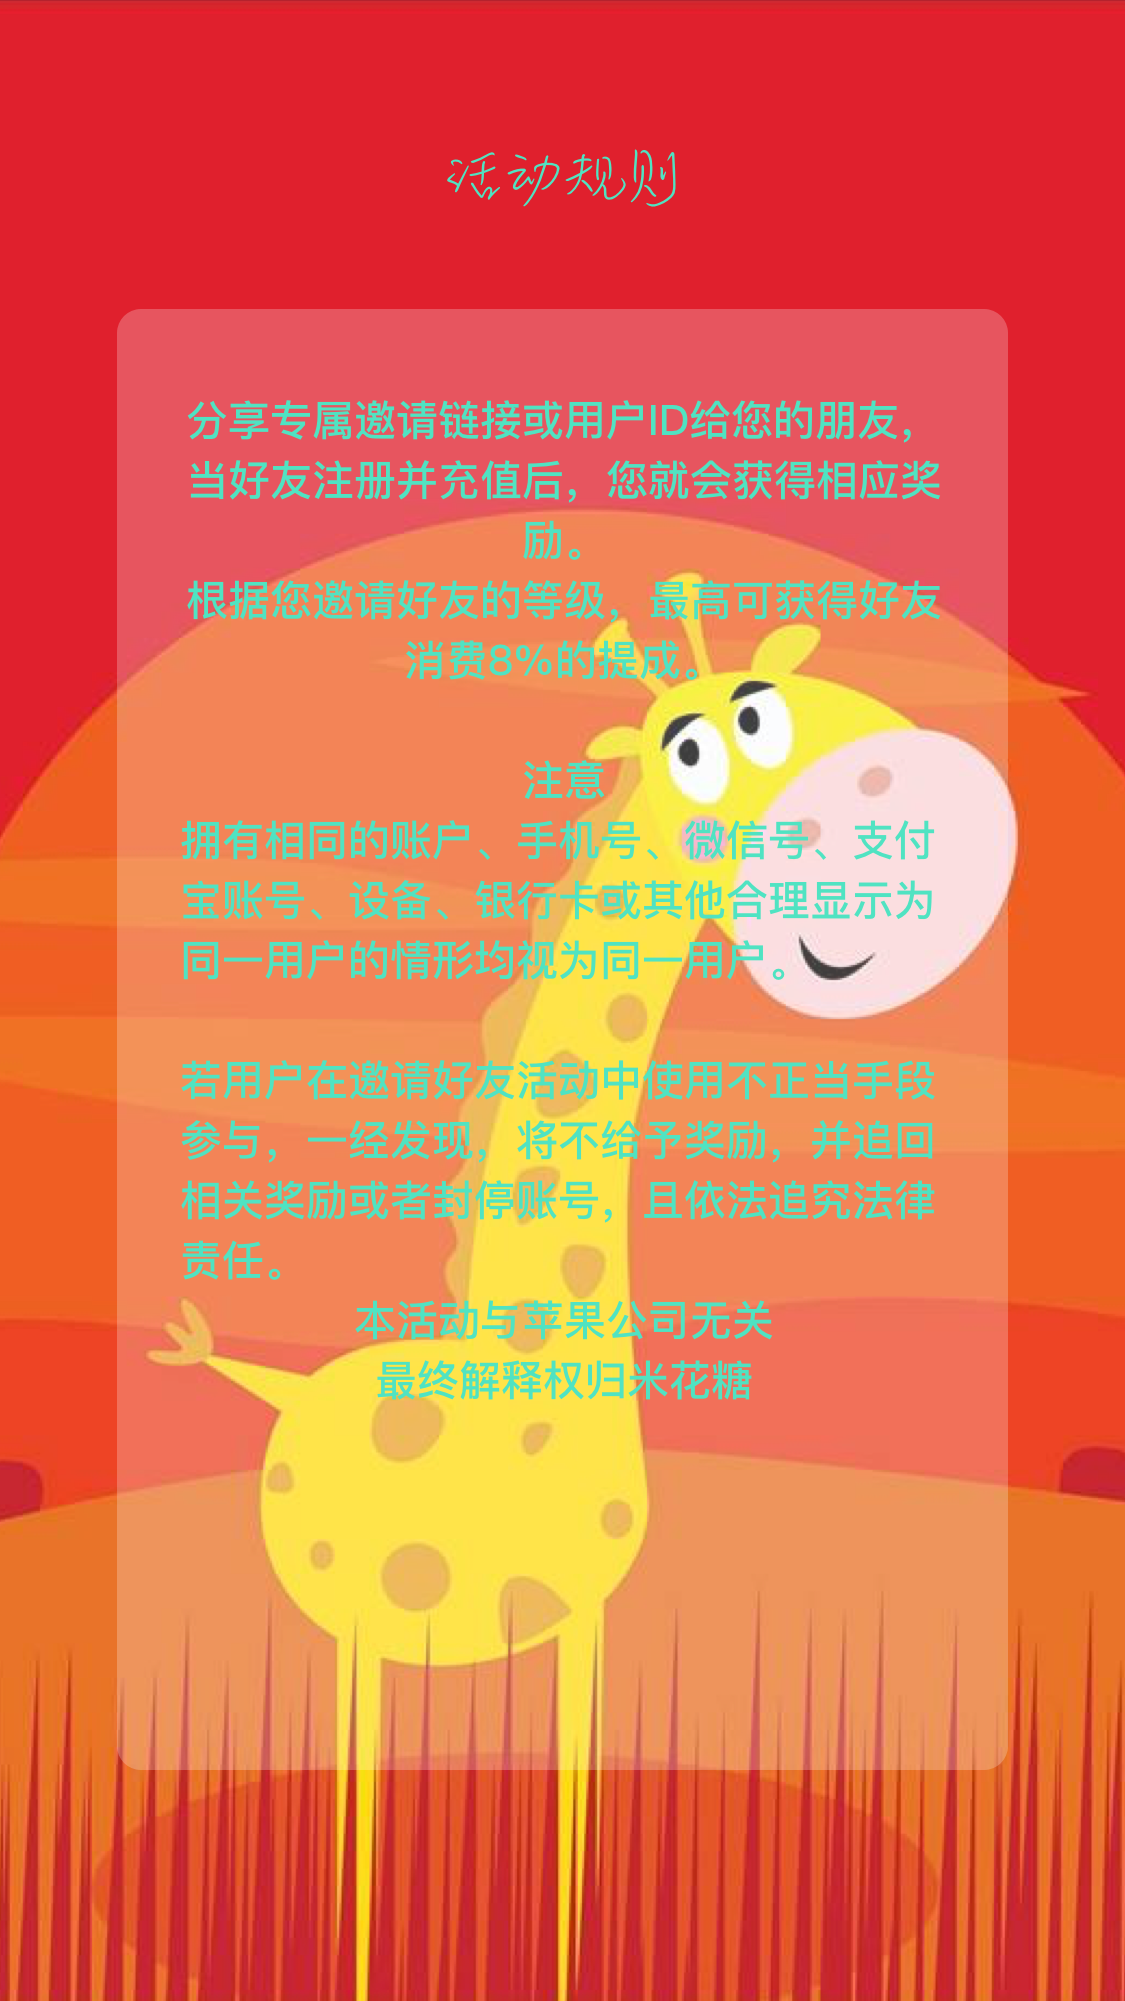 活动规则
分享专属邀请链接或用户ID给您的朋友，
当好友注册并充值后，您就会获得相应奖
励。
根据您邀请好友的等级，最高可获得好友
消费8%的提成。
注意
拥有相同的账户、手机号、微信号、支付
宝账号、设备、银行卡或其他合理显示为
同一用户的情形均视为同一用户。
若用户在邀请好友活动中使用不正当手段
参与，一经发现，将不给予奖励，并追回
相关奖励或者封停账号，且依法追究法律
责任。
本活动与苹果公司无关
最终解释权归米花糖